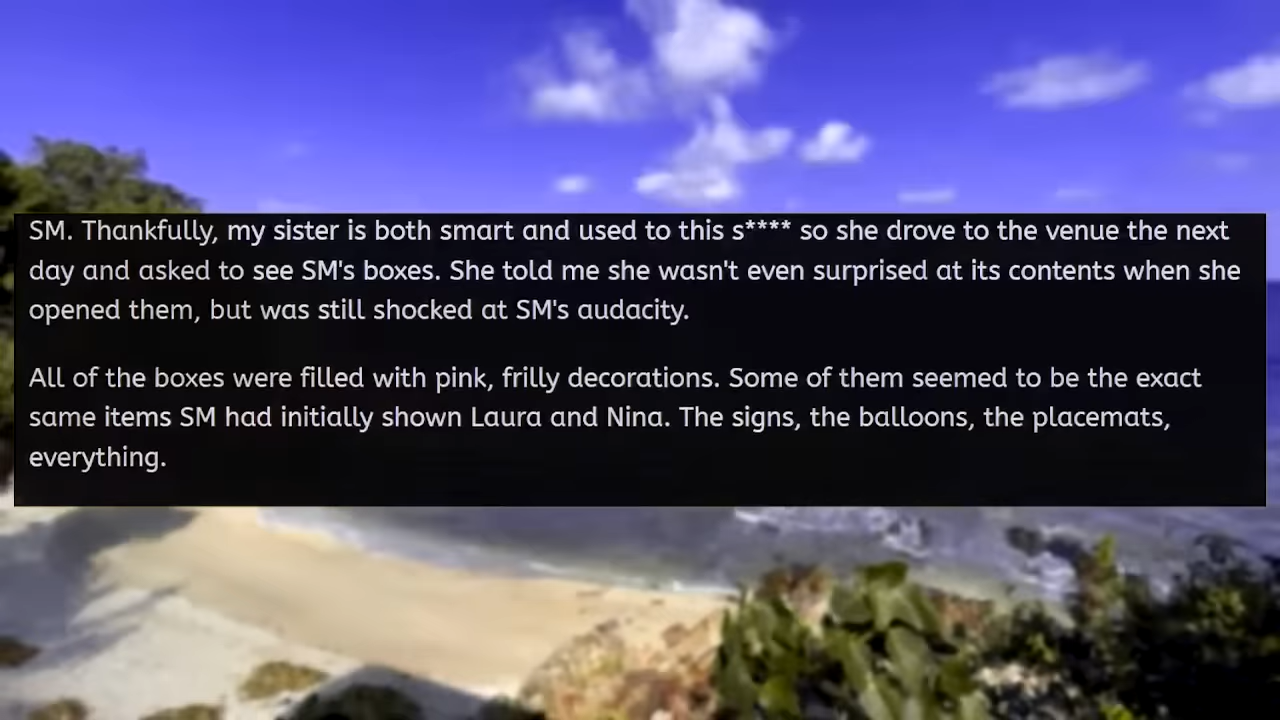 SM. Thankfully, my sister is both smart and used to this s**** so she drove to the venue the next
day and asked to see SM's boxes. She told me she wasn't even surprised at its contents when she
opened them, but was still shocked at SM's audacity.
All of the boxes were filled with pink, frilly decorations. Some of them seemed to be the exact
same items SM had initially shown Laura and Nina. The signs, the balloons, the placemats,
everything.